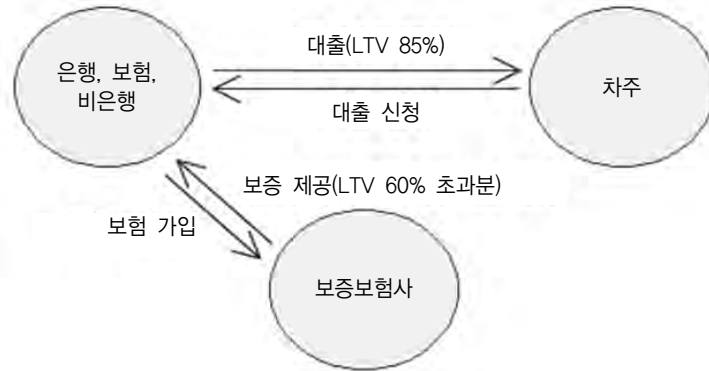 대출(LTV 85%)
은행, 보험,
비은행
차주
대출 신청
보증 제공(LTV 60% 초과분)
보험 가입
보증보험사